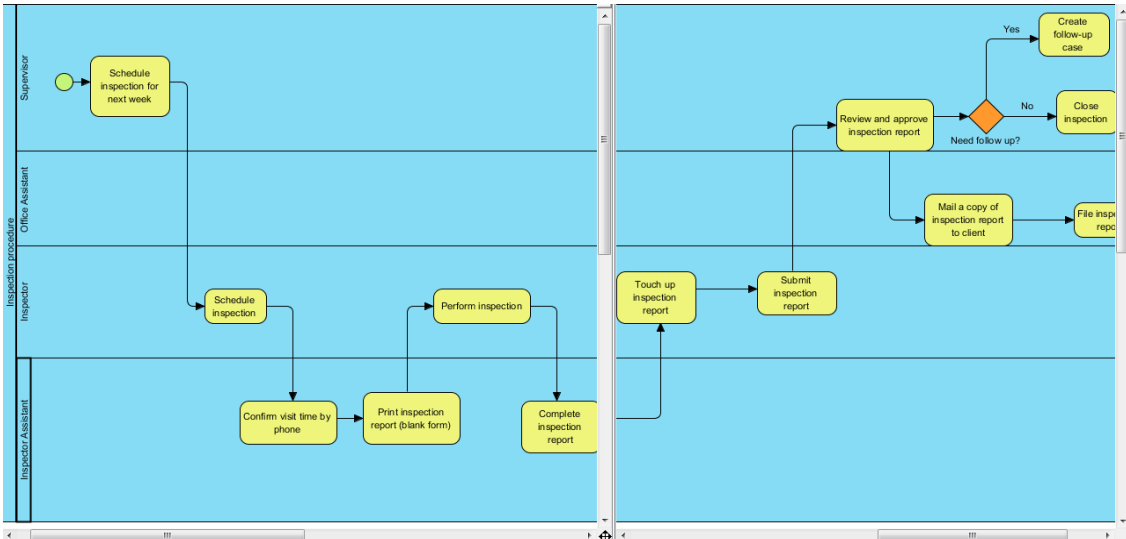 Inspection procedure
Supervisor
Office Assistant
Inspector
Inspector Assistant
Schedule
inspection for
next week
Schedule
inspection
Confirm visit time by
phone
Print inspection
report (blank form)
Perform inspection
Complete
inspection
report
Touch up
inspection
report
Submit
inspection
report
Review and approve
inspection report
Need follow up?
Yes
Create
follow-up
case
No
Close
inspection
Mail a copy of
inspection report
to client
File